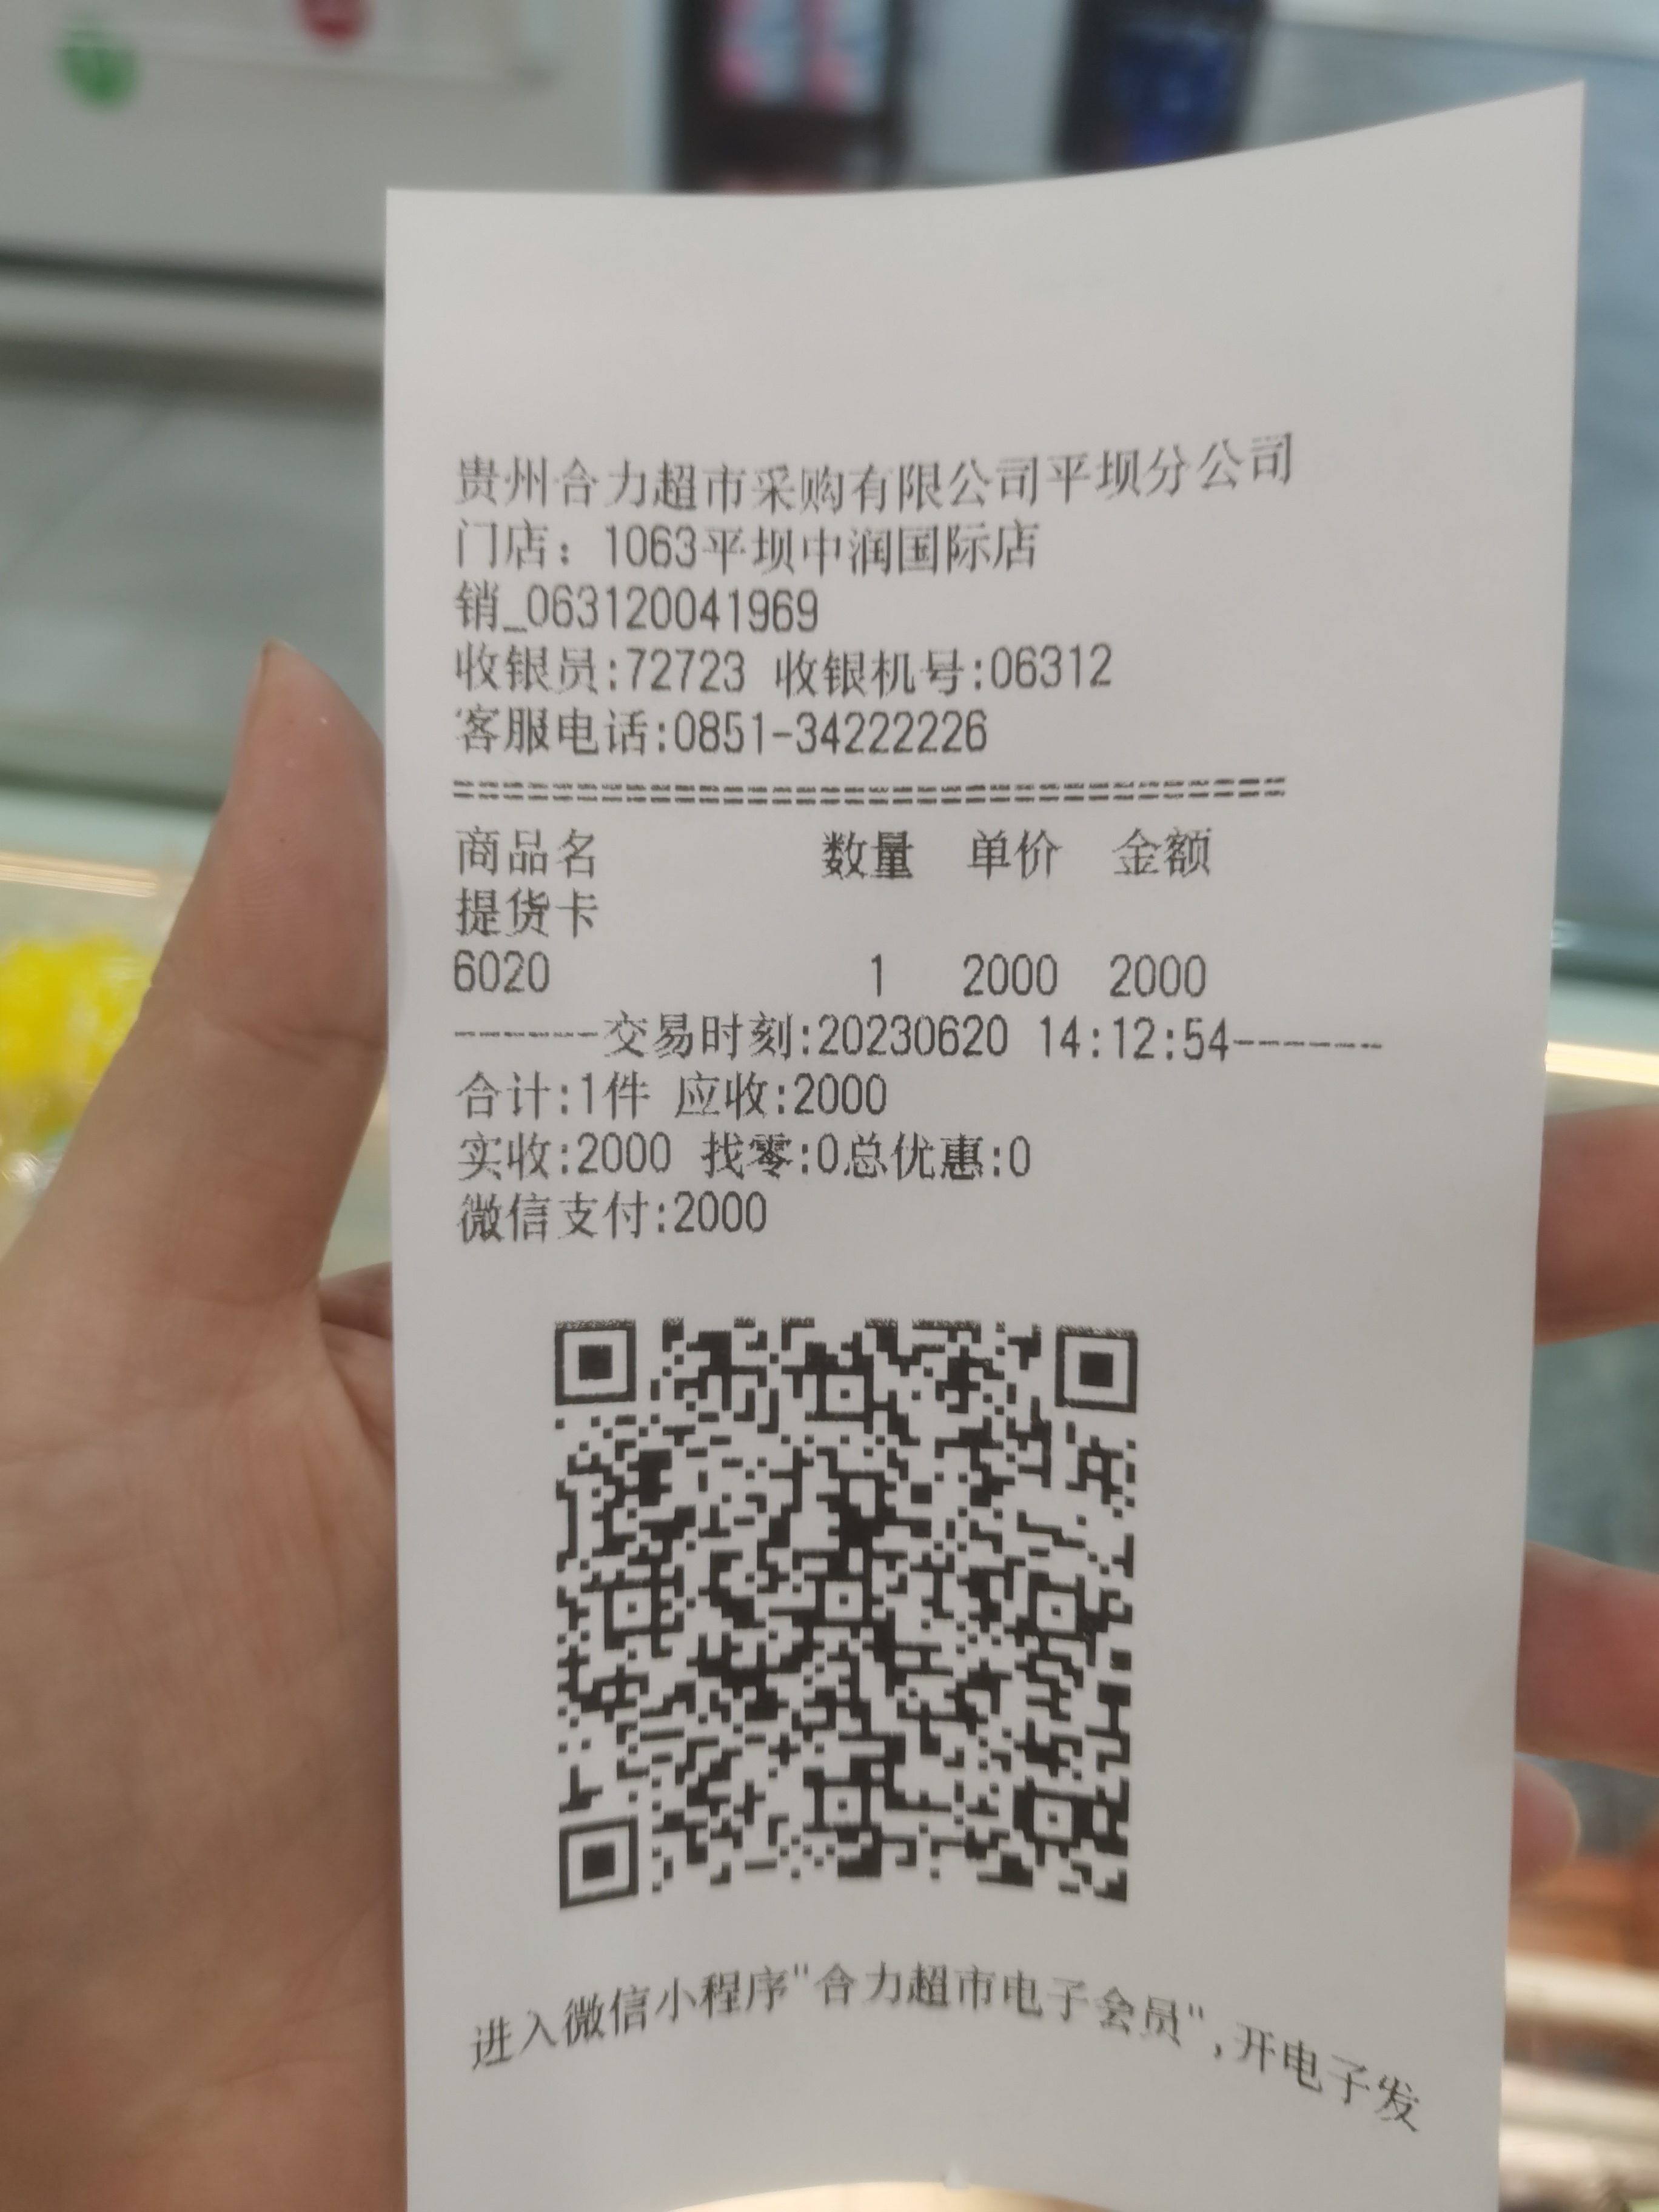 贵州合力超市采购有限公司平坝分公司
门店：1063平坝中润国际店
销_063120041969
收银员:72723 收银机号:06312
客服电话:0851-34222226
==================================
商品名 数量 单价 金额
提货卡
6020 1 2000 2000
------交易时刻:20230620 14:12:54------
合计:1件 应收:2000
实收:2000 找零:0总优惠:0
微信支付:2000
进入微信小程序"合力超市电子会员",开电子发